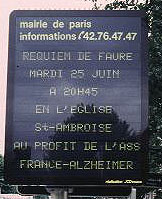 mairie de paris
informations 42.76.47.47
REQUIEM DE FAURE
MARDI 25 JUIN
A 20H45
EN L'EGLISE
St-AMBROISE
AU PROFIT DE L'ASS
FRANCE-ALZHEIMER